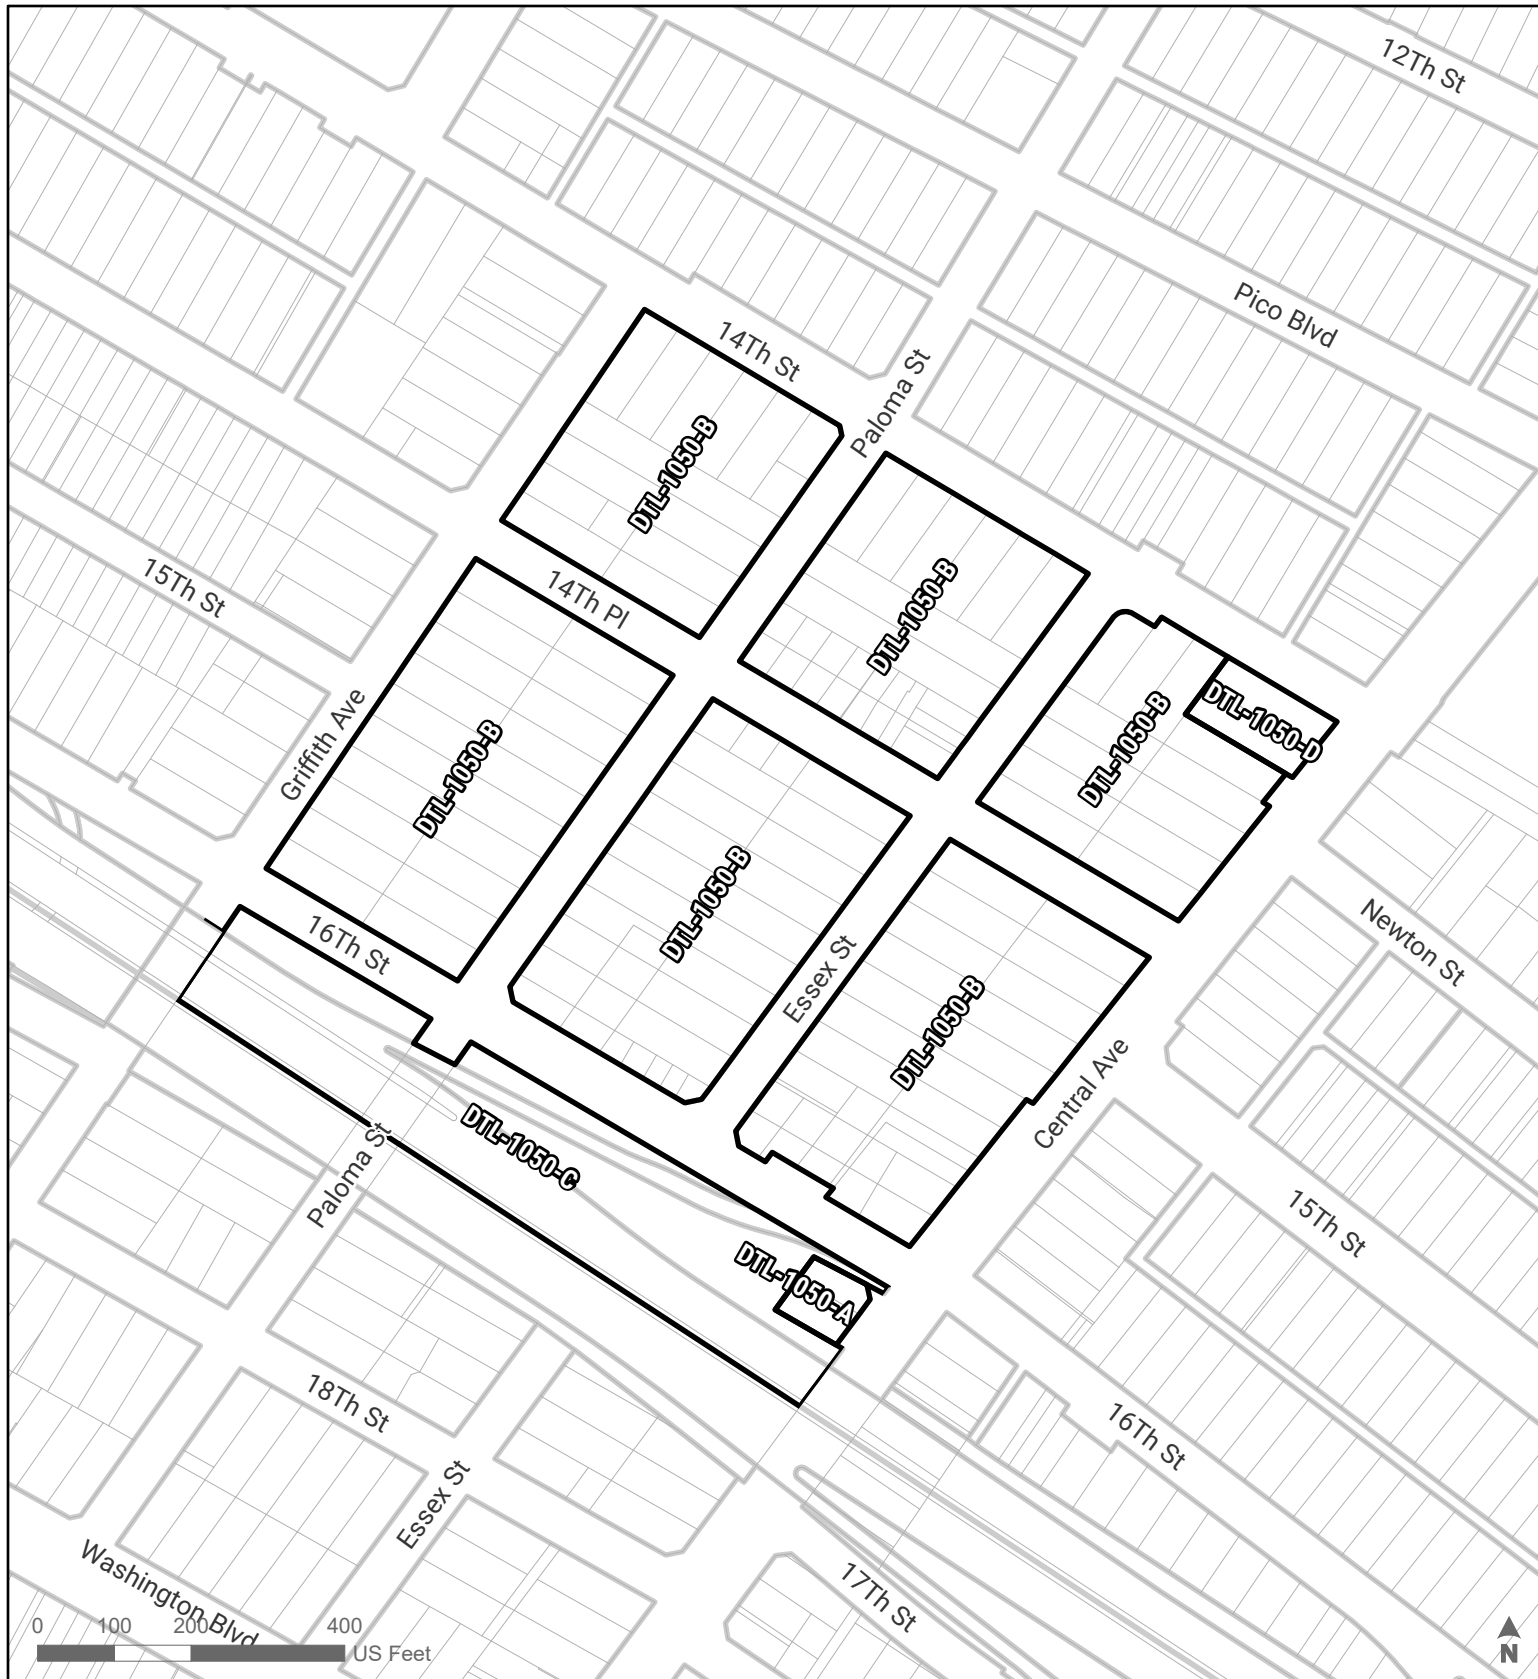 12Th St
Pico Blvd
14Th St
Paloma St
DTL-1050-B
DTL-1050-B
14Th Pl
15Th St
DTL-1050-D
DTL-1050-B
Griffith Ave
DTL-1050-B
DTL-1050-B
Newton St
16Th St
Essex St
DTL-1050-B
Central Ave
DTL-1050-C
Paloma St
15Th St
DTL-1050-A
18Th St
16Th St
Essex St
Washington Blvd
17Th St
0 100 200 400
US Feet
N